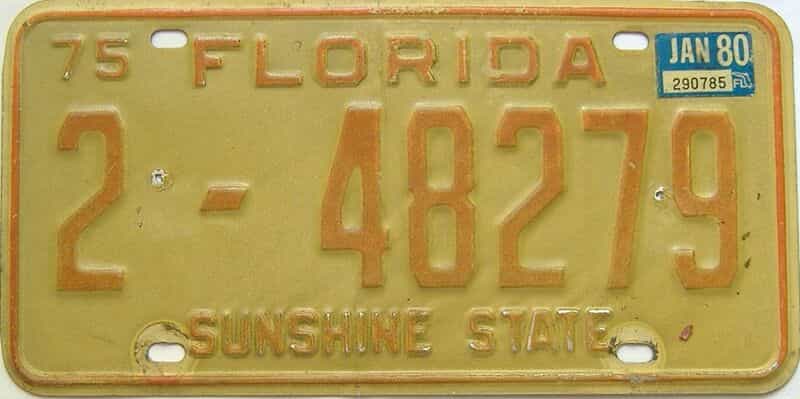 75 FLORIDA
JAN 80
290785 FL
2-48279
SUNSHINE STATE